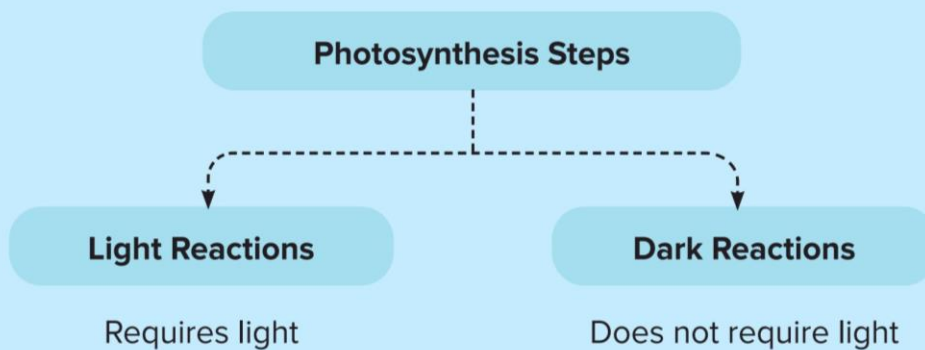 Photosynthesis Steps
Light Reactions
Dark Reactions
Requires light
Does not require light